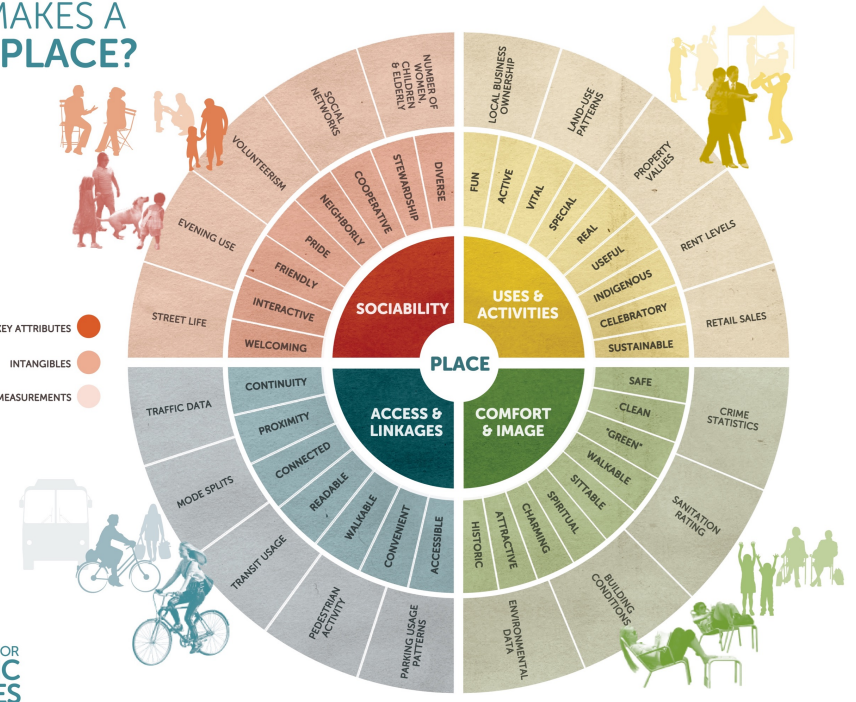 MAKES A
PLACE?
KEY ATTRIBUTES
INTANGIBLES
MEASUREMENTS
PLACE
SOCIABILITY
USES &
ACTIVITIES
ACCESS &
LINKAGES
COMFORT
& IMAGE
WELCOMING
INTERACTIVE
FRIENDLY
PRIDE
NEIGHBORLY
COOPERATIVE
STEWARDSHIP
DIVERSE
STREET LIFE
EVENING USE
VOLUNTEERISM
SOCIAL
NETWORKS
NUMBER OF
WOMEN,
CHILDREN
& ELDERLY
FUN
ACTIVE
VITAL
SPECIAL
REAL
USEFUL
INDIGENOUS
CELEBRATORY
SUSTAINABLE
LOCAL BUSINESS
OWNERSHIP
LAND-USE
PATTERNS
PROPERTY
VALUES
RENT LEVELS
RETAIL SALES
SAFE
CLEAN
"GREEN"
WALKABLE
SITTABLE
SPIRITUAL
CHARMING
ATTRACTIVE
HISTORIC
CRIME
STATISTICS
SANITATION
RATING
BUILDING
CONDITIONS
ENVIRONMENTAL
DATA
CONTINUITY
PROXIMITY
CONNECTED
READABLE
WALKABLE
CONVENIENT
ACCESSIBLE
TRAFFIC DATA
MODE SPLITS
TRANSIT USAGE
PEDESTRIAN
ACTIVITY
PARKING USAGE
PATTERNS
OR
C
ES